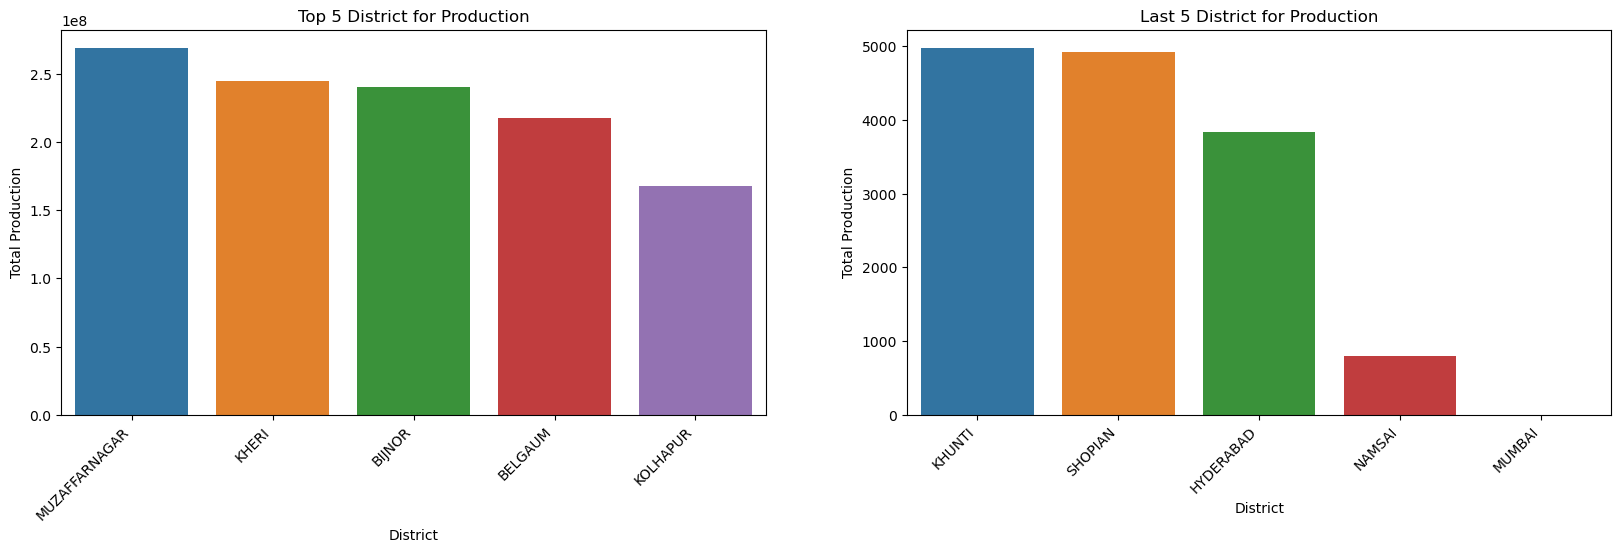 Top 5 District for Production
1e8
2.5
2.0
1.5
1.0
0.5
0.0
Total Production
MUZAFFARNAGAR
KHERI
BIJNOR
BELGAUM
KOLHAPUR
District
Last 5 District for Production
5000
4000
3000
2000
1000
0
Total Production
KHUNTI
SHOPIAN
HYDERABAD
NAMSAI
MUMBAI
District